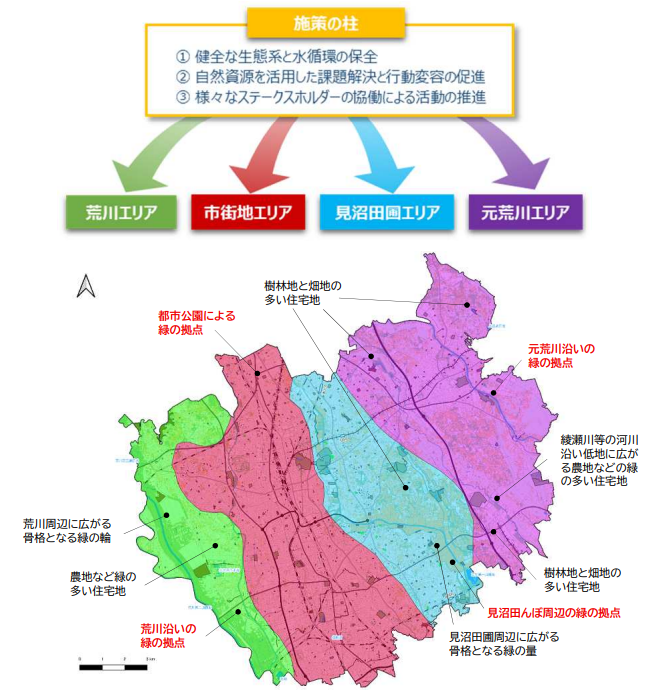 施策の柱
① 健全な生態系と水循環の保全
② 自然資源を活用した課題解決と行動変容の促進
③ 様々なステークスホルダーの協働による活動の推進
荒川エリア
市街地エリア
見沼田圃エリア
元荒川エリア
樹林地と畑地の
多い住宅地
都市公園による
緑の拠点
元荒川沿いの
緑の拠点
綾瀬川等の河川
沿い低地に広が
る農地などの緑
の多い住宅地
荒川周辺に広がる
骨格となる緑の輪
農地など緑の
多い住宅地
樹林地と畑地の
多い住宅地
荒川沿いの
緑の拠点
見沼田んぼ周辺の緑の拠点
見沼田圃周辺に広がる
骨格となる緑の量